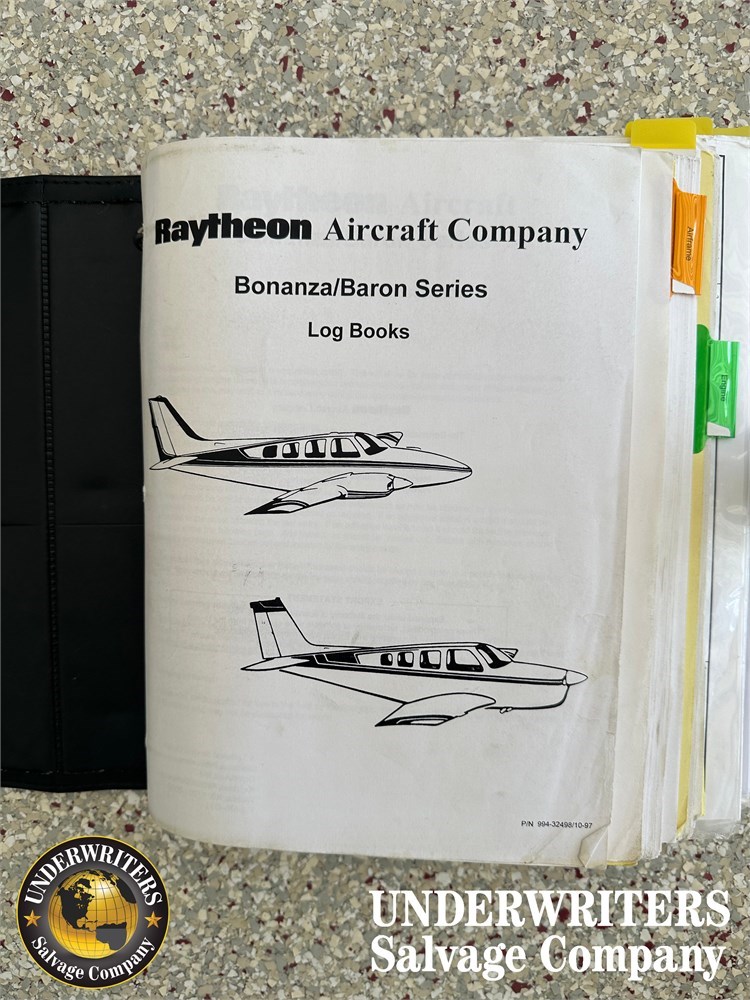 Raytheon Aircraft Company
Bonanza/Baron Series
Log Books
Airframe
Engine
P/N 994-32498/10-97
UNDERWRITERS
Salvage Company
UNDERWRITERS
Salvage Company